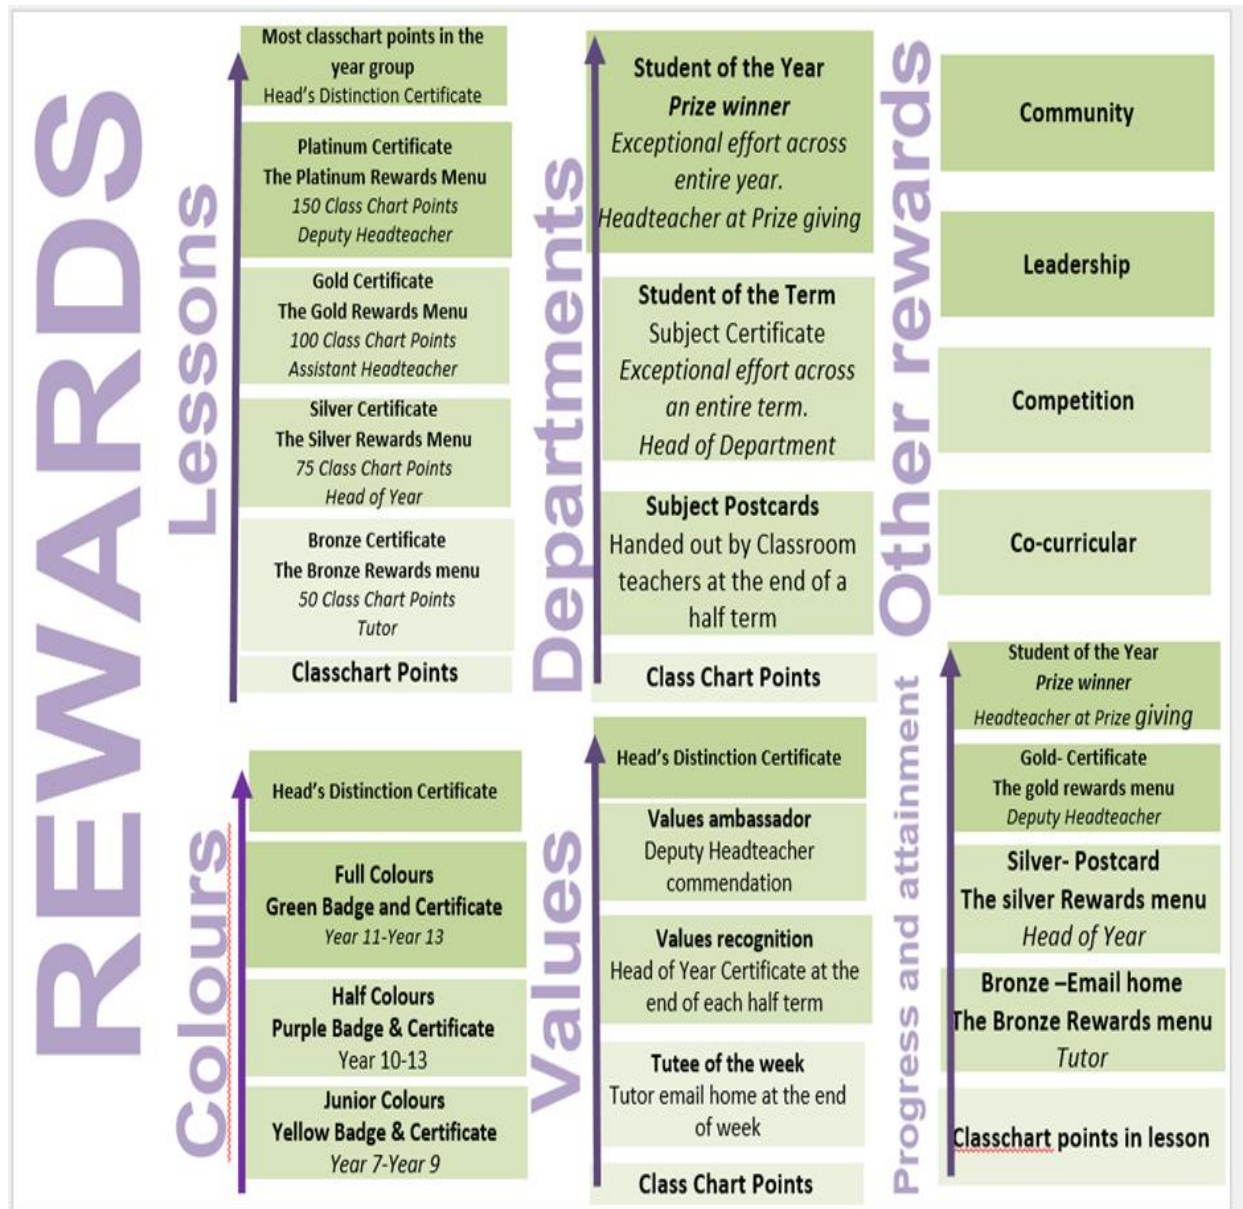 REWARDS
Lessons
Most classchart points in the
year group
Head's Distinction Certificate
Platinum Certificate
The Platinum Rewards Menu
150 Class Chart Points
Deputy Headteacher
Gold Certificate
The Gold Rewards Menu
100 Class Chart Points
Assistant Headteacher
Silver Certificate
The Silver Rewards Menu
75 Class Chart Points
Head of Year
Bronze Certificate
The Bronze Rewards menu
50 Class Chart Points
Tutor
Classchart Points
Departments
Student of the Year
Prize winner
Exceptional effort across
entire year.
Headteacher at Prize giving
Student of the Term
Subject Certificate
Exceptional effort across
an entire term.
Head of Department
Subject Postcards
Handed out by Classroom
teachers at the end of a
half term
Class Chart Points
Other rewards
Community
Leadership
Competition
Co-curricular
Colours
Head's Distinction Certificate
Full Colours
Green Badge and Certificate
Year 11-Year 13
Half Colours
Purple Badge & Certificate
Year 10-13
Junior Colours
Yellow Badge & Certificate
Year 7-Year 9
Values
Head's Distinction Certificate
Values ambassador
Deputy Headteacher
commendation
Values recognition
Head of Year Certificate at the
end of each half term
Tutee of the week
Tutor email home at the end
of week
Class Chart Points
Progress and attainment
Student of the Year
Prize winner
Headteacher at Prize giving
Gold- Certificate
The gold rewards menu
Deputy Headteacher
Silver- Postcard
The silver Rewards menu
Head of Year
Bronze –Email home
The Bronze Rewards menu
Tutor
Classchart points in lesson